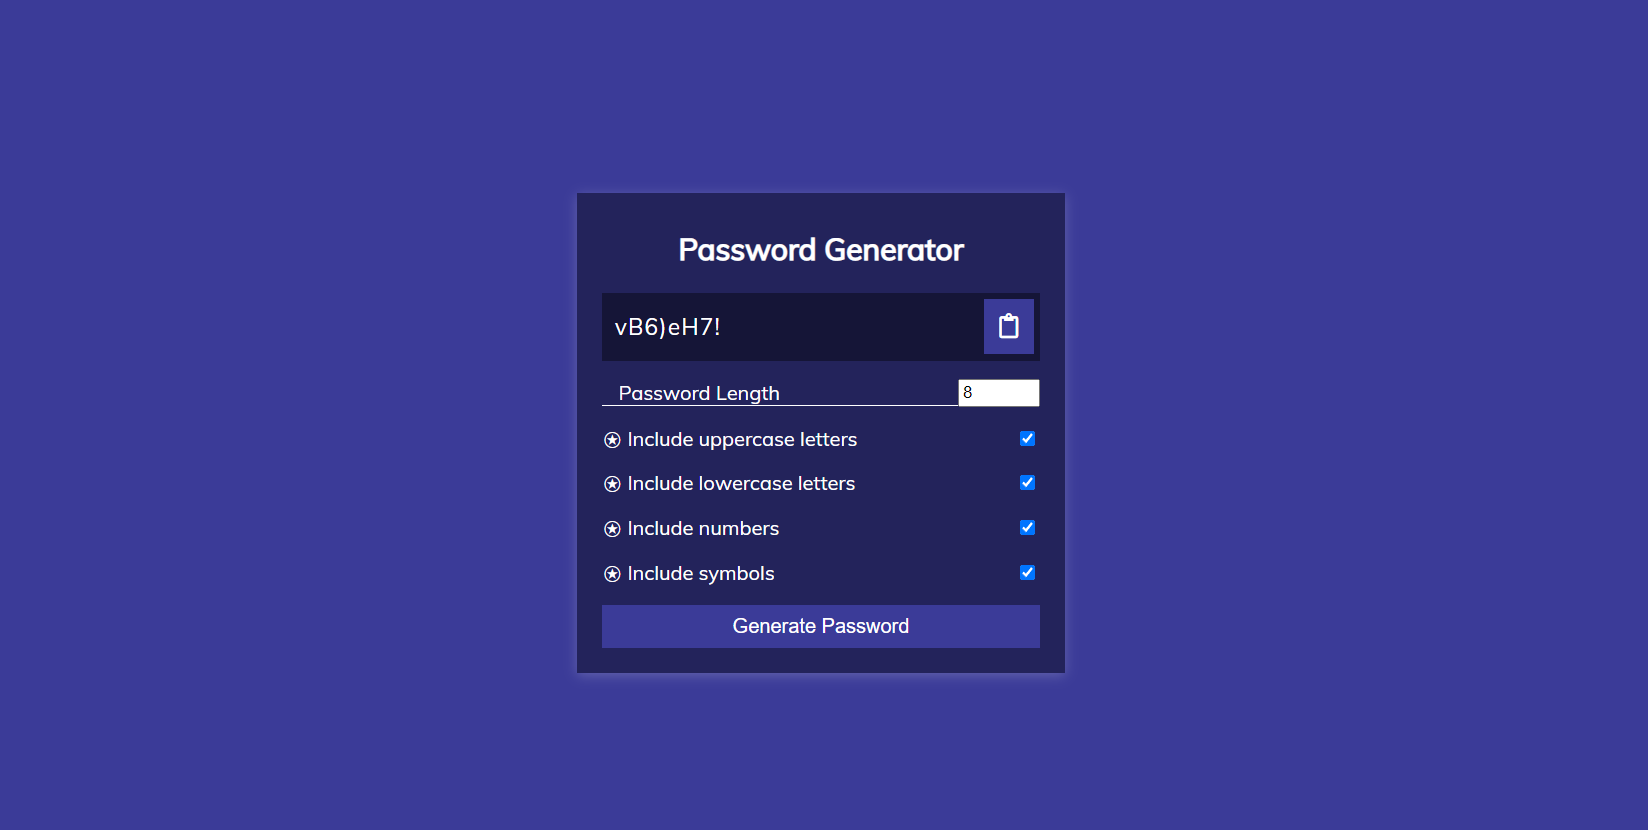 Password Generator
vB6)eH7!
Password Length 8
Include uppercase letters
Include lowercase letters
Include numbers
Include symbols
Generate Password